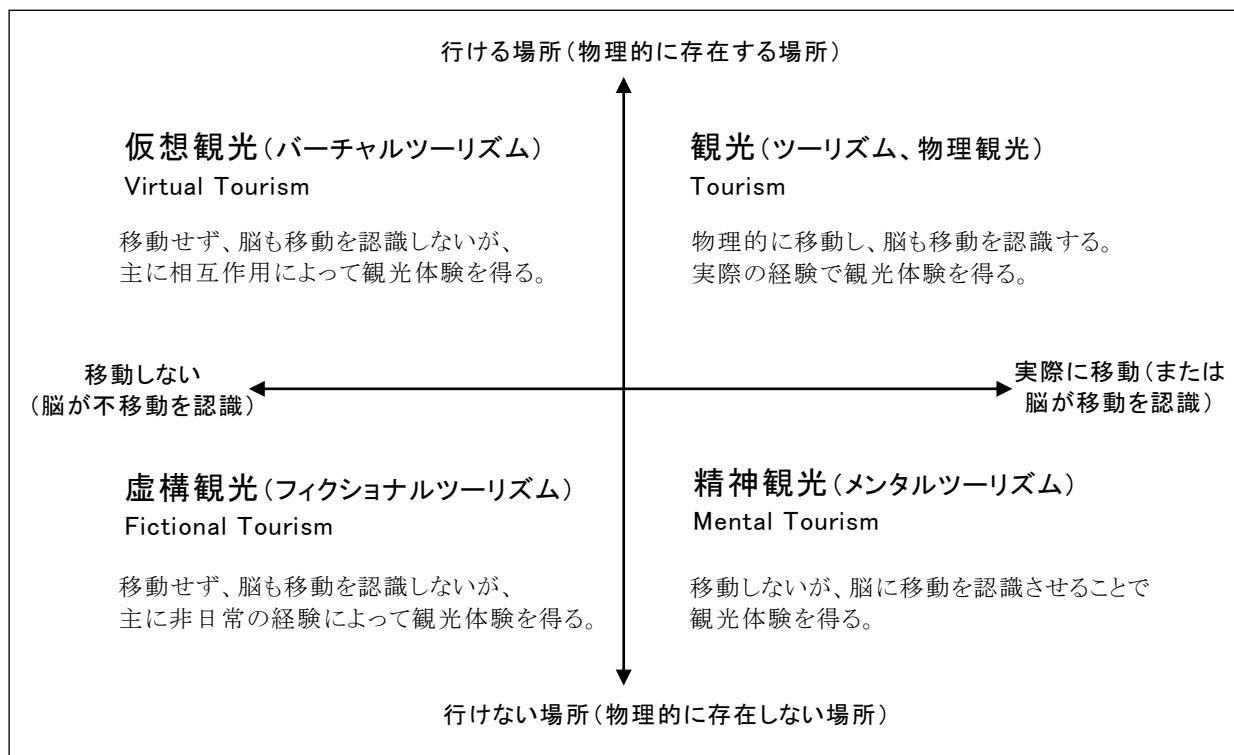 行ける場所（物理的に存在する場所）
仮想観光（バーチャルツーリズム）
Virtual Tourism
移動せず、脳も移動を認識しないが、
主に相互作用によって観光体験を得る。
観光（ツーリズム、物理観光）
Tourism
物理的に移動し、脳も移動を認識する。
実際の経験で観光体験を得る。
移動しない
（脳が不移動を認識）
実際に移動（または
脳が移動を認識）
虚構観光（フィクショナルツーリズム）
Fictional Tourism
移動せず、脳も移動を認識しないが、
主に非日常の経験によって観光体験を得る。
精神観光（メンタルツーリズム）
Mental Tourism
移動しないが、脳に移動を認識させることで
観光体験を得る。
行けない場所（物理的に存在しない場所）